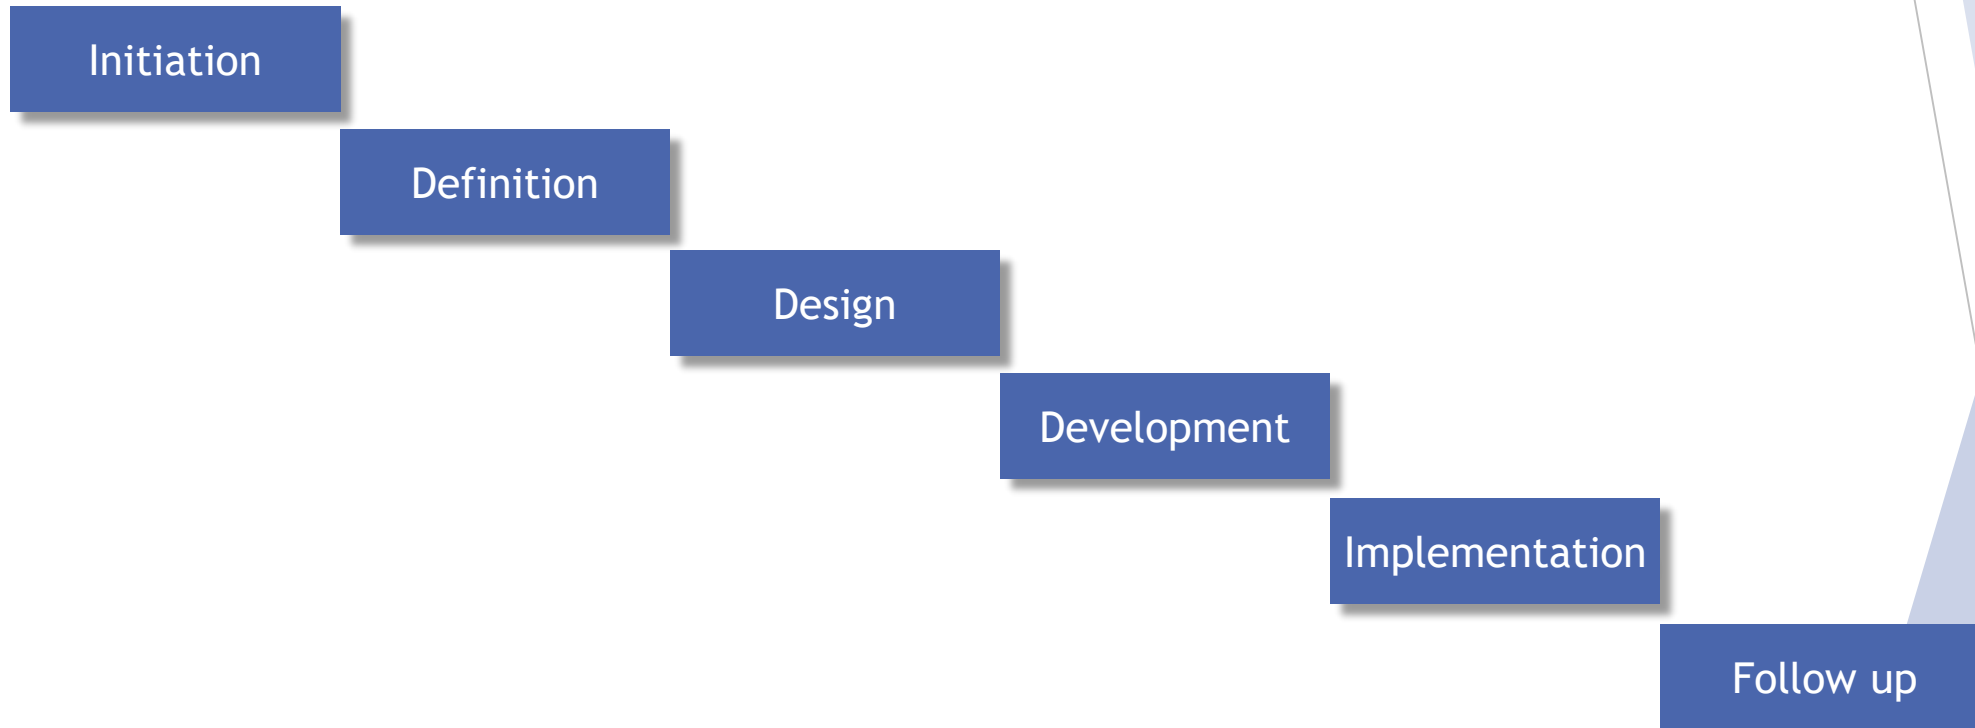 Initiation
Definition
Design
Development
Implementation
Follow up